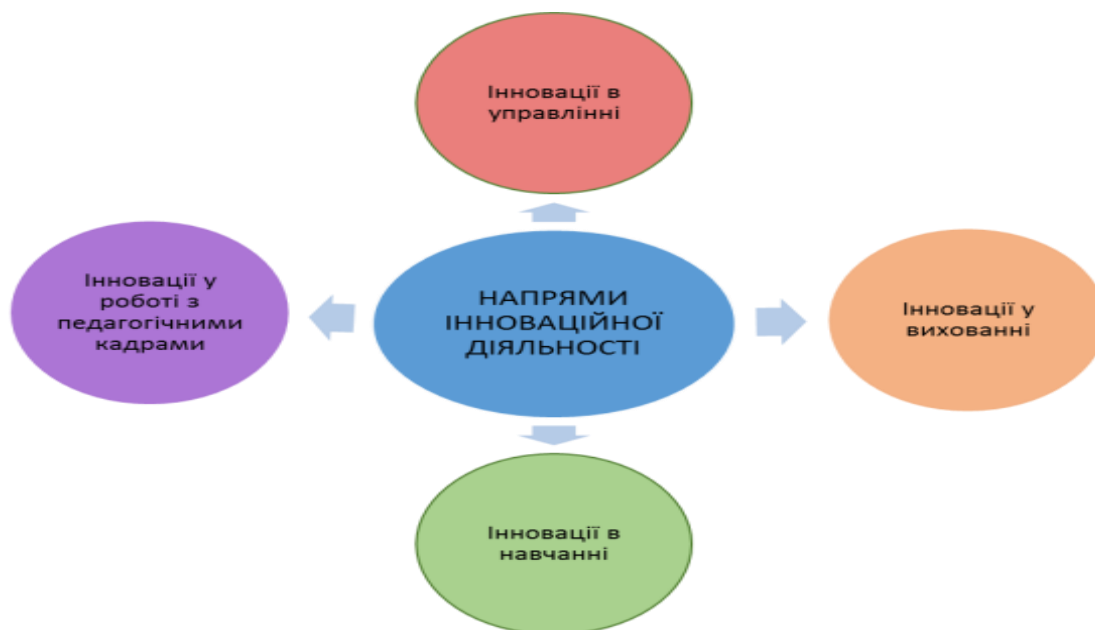 Інновації в
управлінні
Інновації у
роботі з
педагогічними
кадрами
НАПРЯМИ
ІННОВАЦІЙНОЇ
ДІЯЛЬНОСТІ
Інновації у
вихованні
Інновації в
навчанні